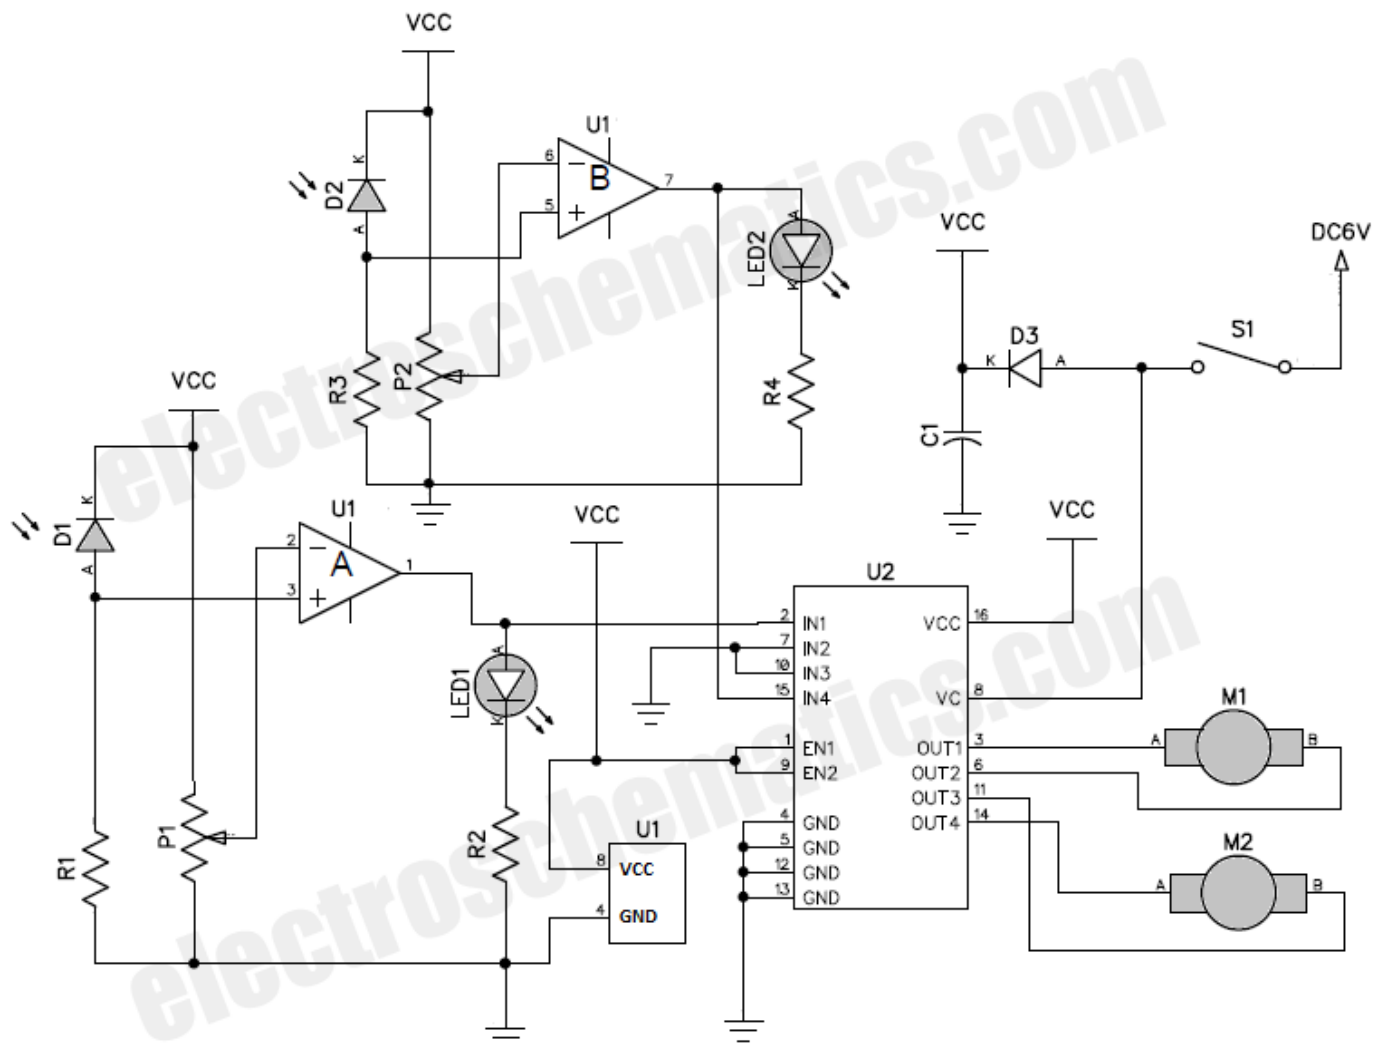 VCC
U1
6
B
7
5
K
D2
A
A
LED2
K
R3
P2
R4
VCC
DC6V
S1
D3
K
A
C1
VCC
K
D1
A
U1
2
A
1
3
VCC
VCC
U2
2 IN1
7 IN2
10 IN3
15 IN4
1 EN1
9 EN2
4 GND
5 GND
12 GND
13 GND
VCC 16
VC 8
OUT1 3
OUT2 6
OUT3 11
OUT4 14
A
LED1
K
M1
A
B
M2
A
B
P1
R1
R2
U1
8 VCC
4 GND
electroschematics.com
electroschematics.com